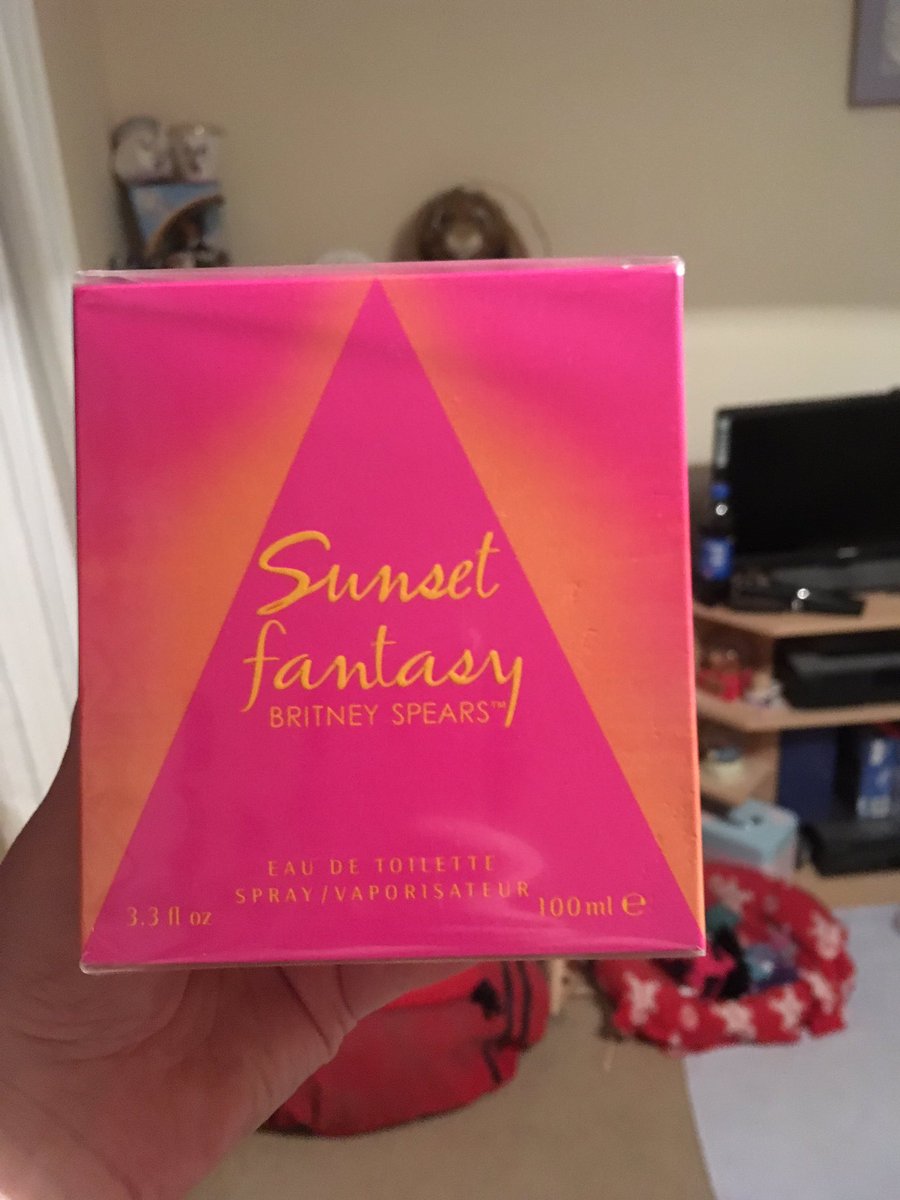 Sunset
fantasy
BRITNEY SPEARS™
EAU DE TOILETTE
SPRAY/VAPORISATEUR
3.3 fl oz
100ml ℮